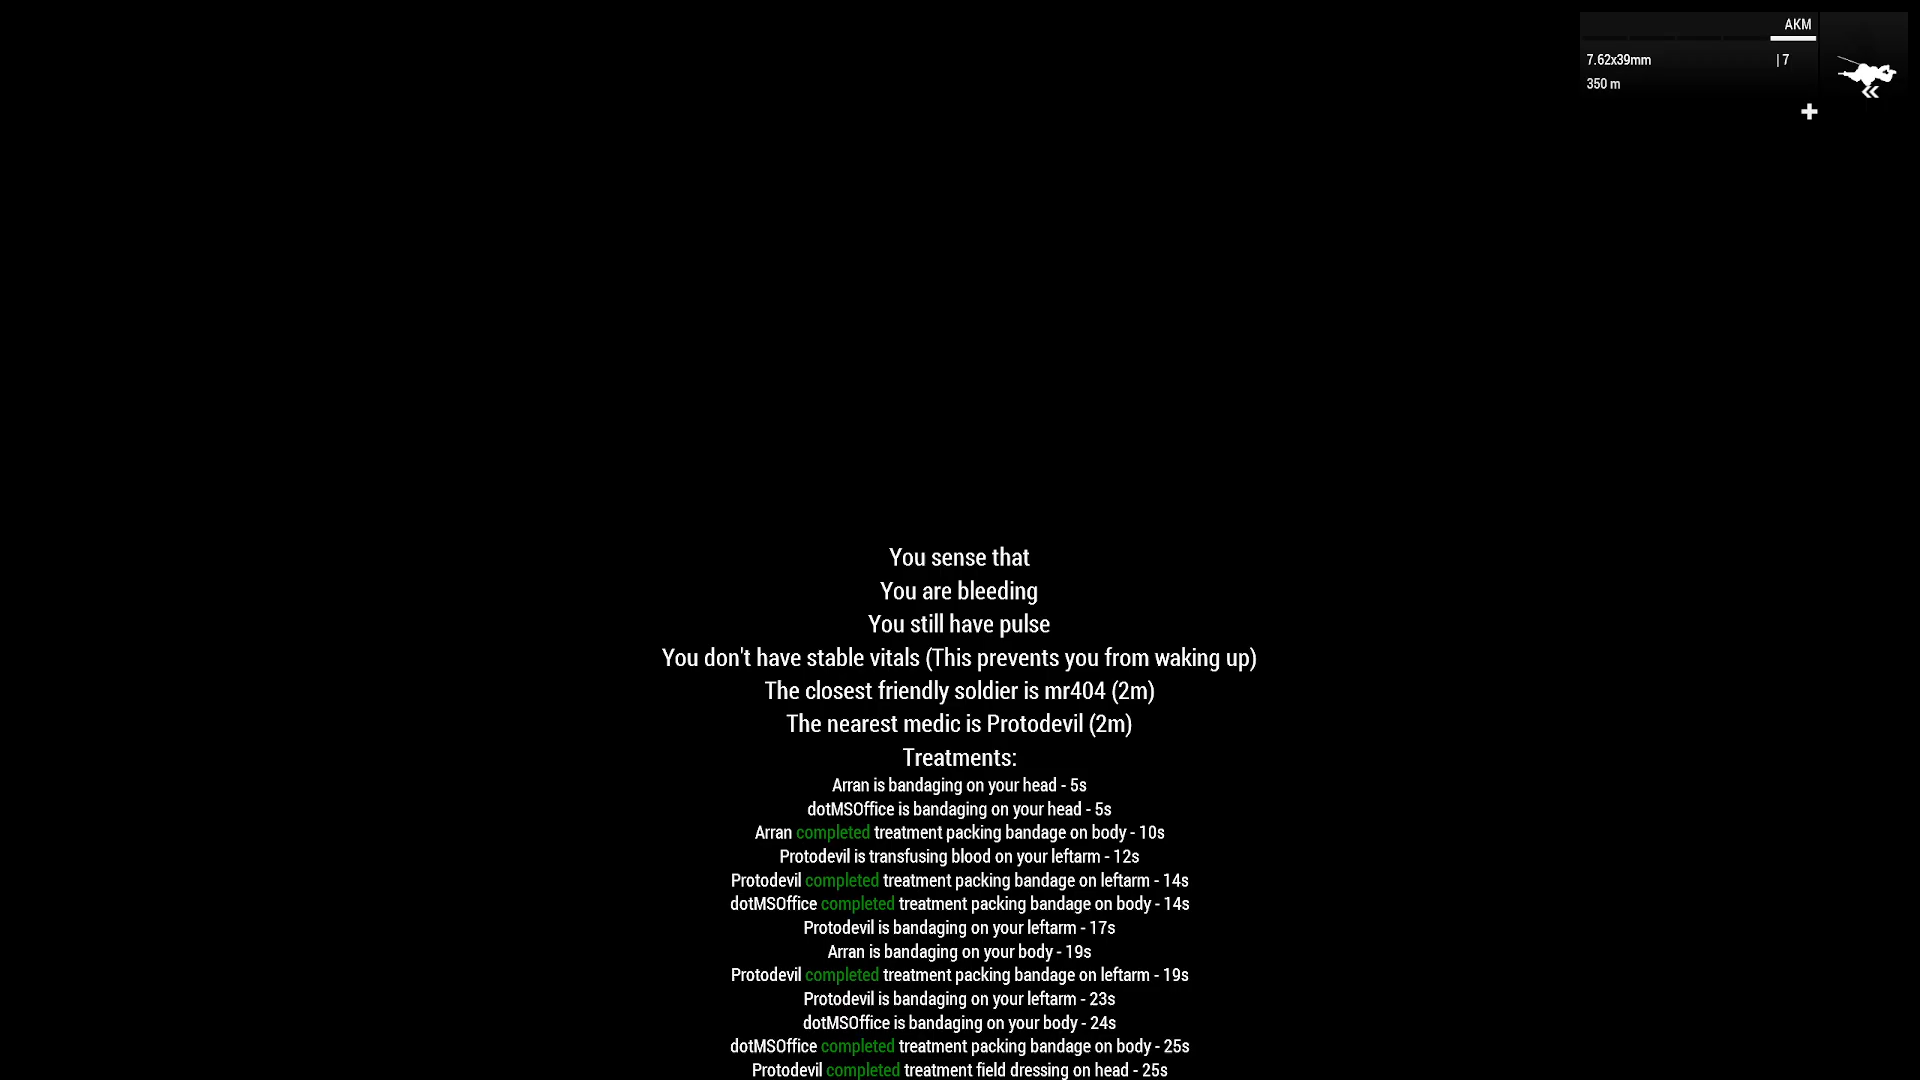 AKM
7.62x39mm | 7
350 m
You sense that
You are bleeding
You still have pulse
You don't have stable vitals (This prevents you from waking up)
The closest friendly soldier is mr404 (2m)
The nearest medic is Protodevil (2m)
Treatments:
Arran is bandaging on your head - 5s
dotMSOffice is bandaging on your head - 5s
Arran completed treatment packing bandage on body - 10s
Protodevil is transfusing blood on your leftarm - 12s
Protodevil completed treatment packing bandage on leftarm - 14s
dotMSOffice completed treatment packing bandage on body - 14s
Protodevil is bandaging on your leftarm - 17s
Arran is bandaging on your body - 19s
Protodevil completed treatment packing bandage on leftarm - 19s
Protodevil is bandaging on your leftarm - 23s
dotMSOffice is bandaging on your body - 24s
dotMSOffice completed treatment packing bandage on body - 25s
Protodevil completed treatment field dressing on head - 25s